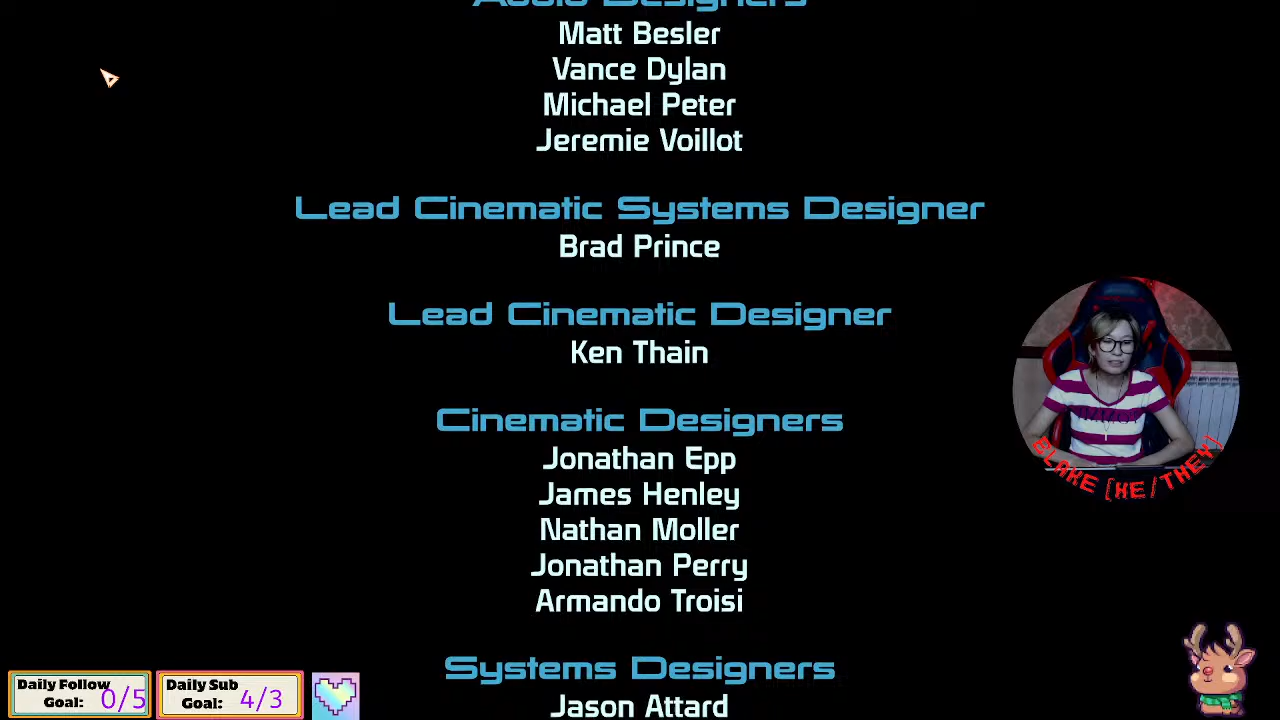 Audio Designers
Matt Besler
Vance Dylan
Michael Peter
Jeremie Voillot
Lead Cinematic Systems Designer
Brad Prince
Lead Cinematic Designer
Ken Thain
Cinematic Designers
Jonathan Epp
James Henley
Nathan Moller
Jonathan Perry
Armando Troisi
Systems Designers
Jason Attard
BLAKE [HE/THEY]
Daily Follow
Goal: 0/5
Daily Sub
Goal: 4/3